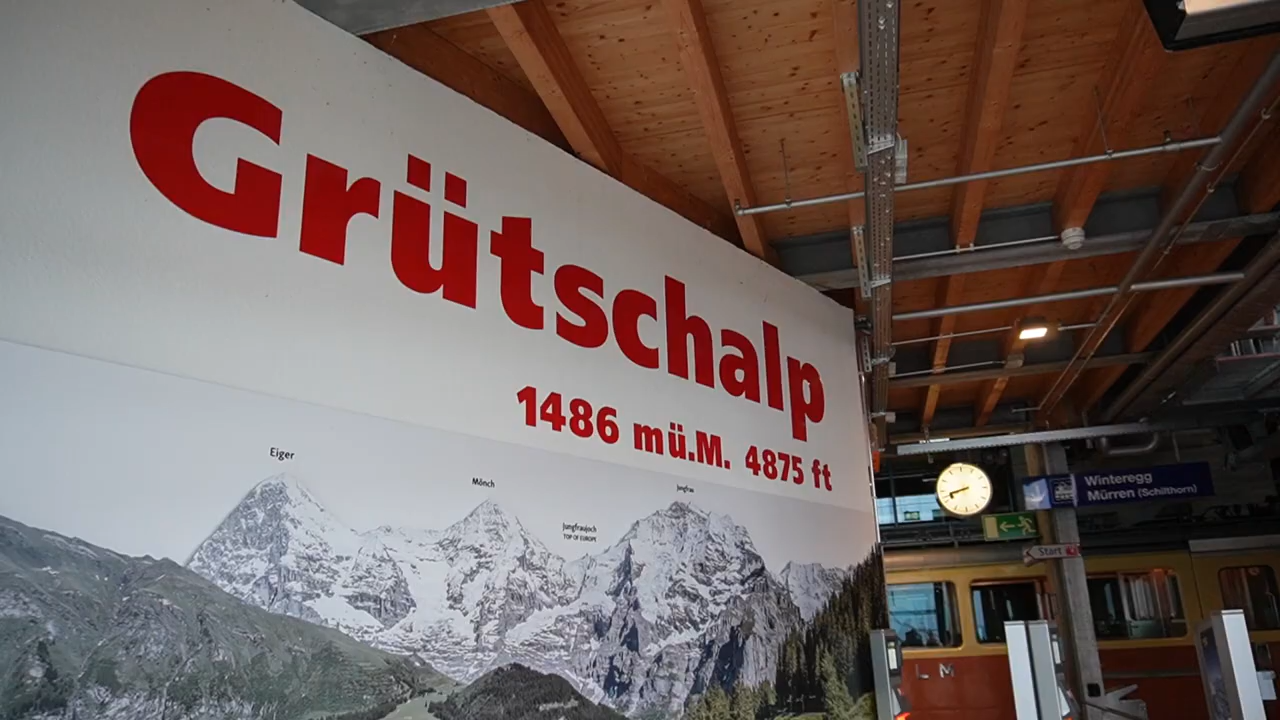 Grütschalp
1486 mü.M. 4875 ft
Eiger
Mönch
Jungfrau
Jungfraujoch
TOP OF EUROPE
Winteregg
Mürren (Schilthorn)
Start
L M